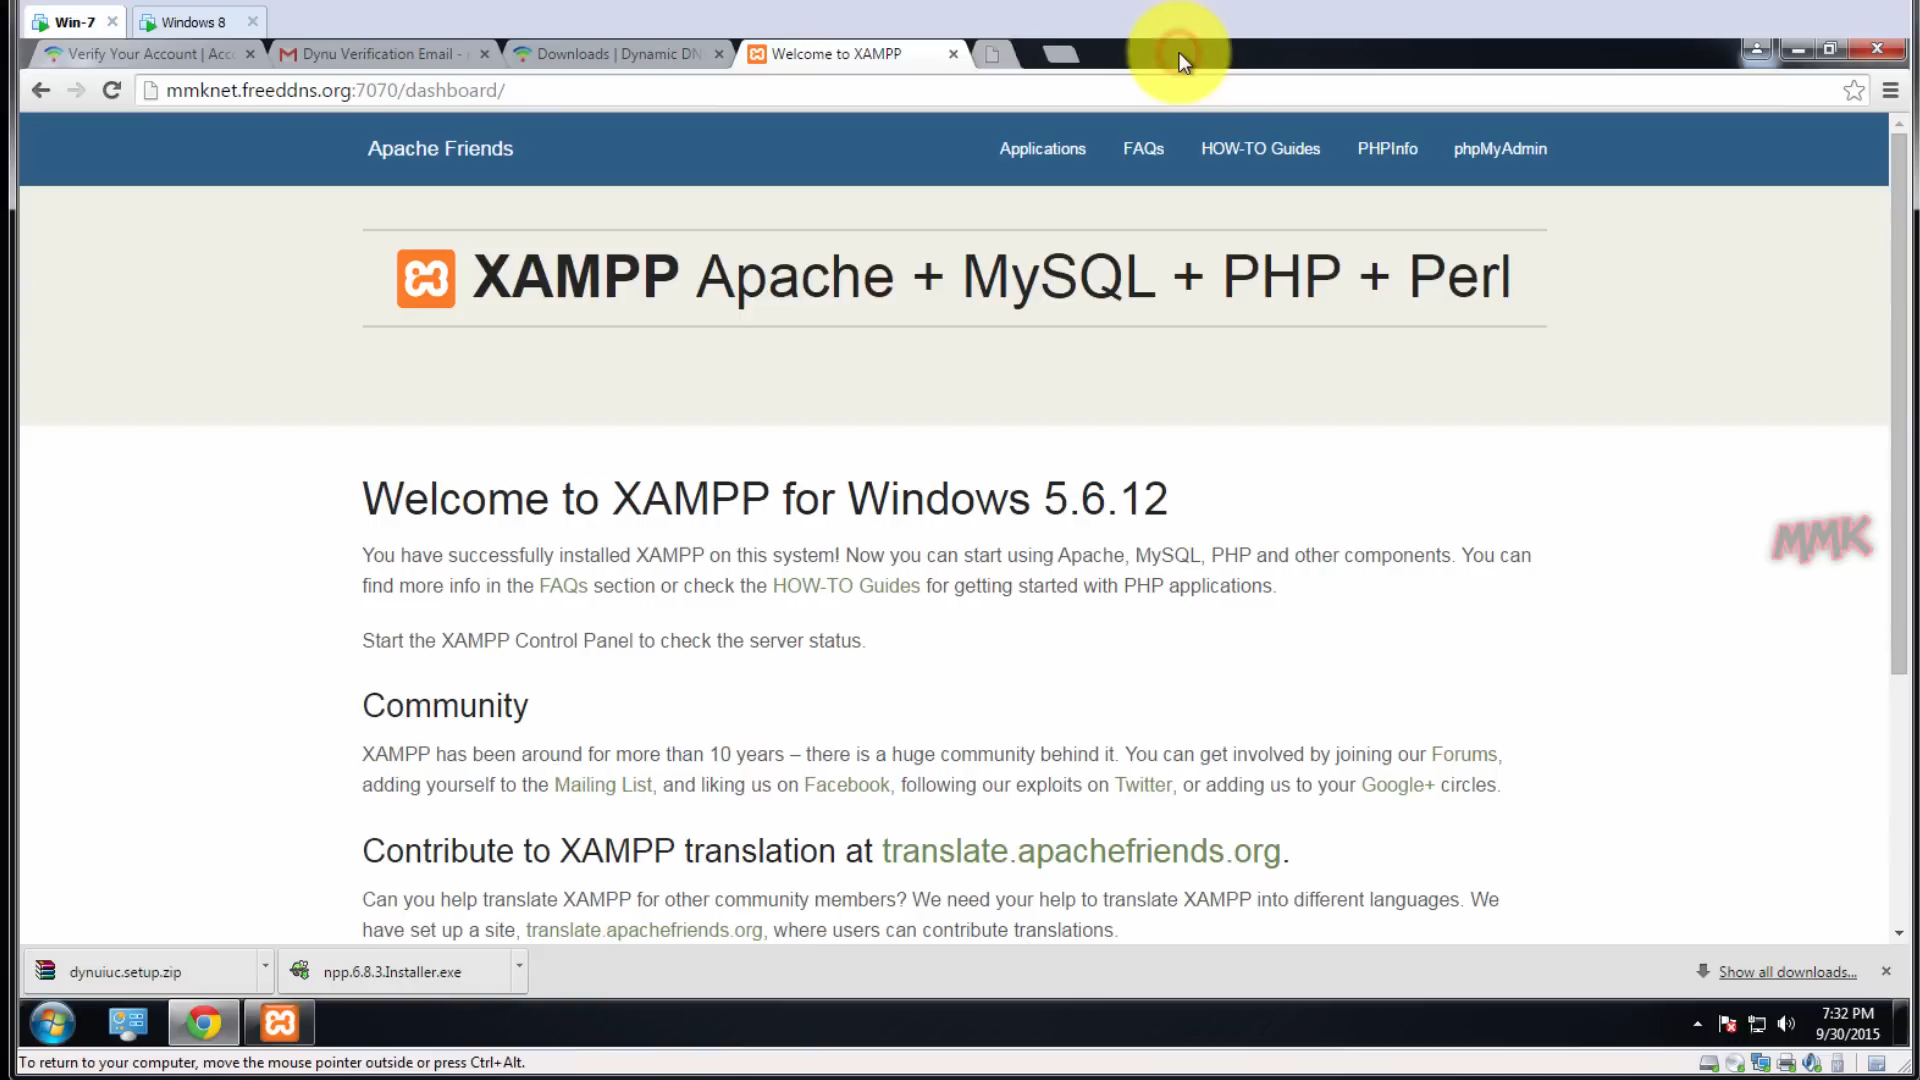 Win-7
Windows 8
Verify Your Account | Acc
Dynu Verification Email -
Downloads | Dynamic DN
Welcome to XAMPP
mmknet.freeddns.org:7070/dashboard/
Apache Friends
Applications
FAQs
HOW-TO Guides
PHPInfo
phpMyAdmin
XAMPP Apache + MySQL + PHP + Perl
Welcome to XAMPP for Windows 5.6.12
You have successfully installed XAMPP on this system! Now you can start using Apache, MySQL, PHP and other components. You can
find more info in the FAQs section or check the HOW-TO Guides for getting started with PHP applications.
MMK
Start the XAMPP Control Panel to check the server status.
Community
XAMPP has been around for more than 10 years – there is a huge community behind it. You can get involved by joining our Forums,
adding yourself to the Mailing List, and liking us on Facebook, following our exploits on Twitter, or adding us to your Google+ circles.
Contribute to XAMPP translation at translate.apachefriends.org.
Can you help translate XAMPP for other community members? We need your help to translate XAMPP into different languages. We
have set up a site, translate.apachefriends.org, where users can contribute translations.
dynuiuc.setup.zip
npp.6.8.3.Installer.exe
Show all downloads...
7:32 PM
9/30/2015
To return to your computer, move the mouse pointer outside or press Ctrl+Alt.